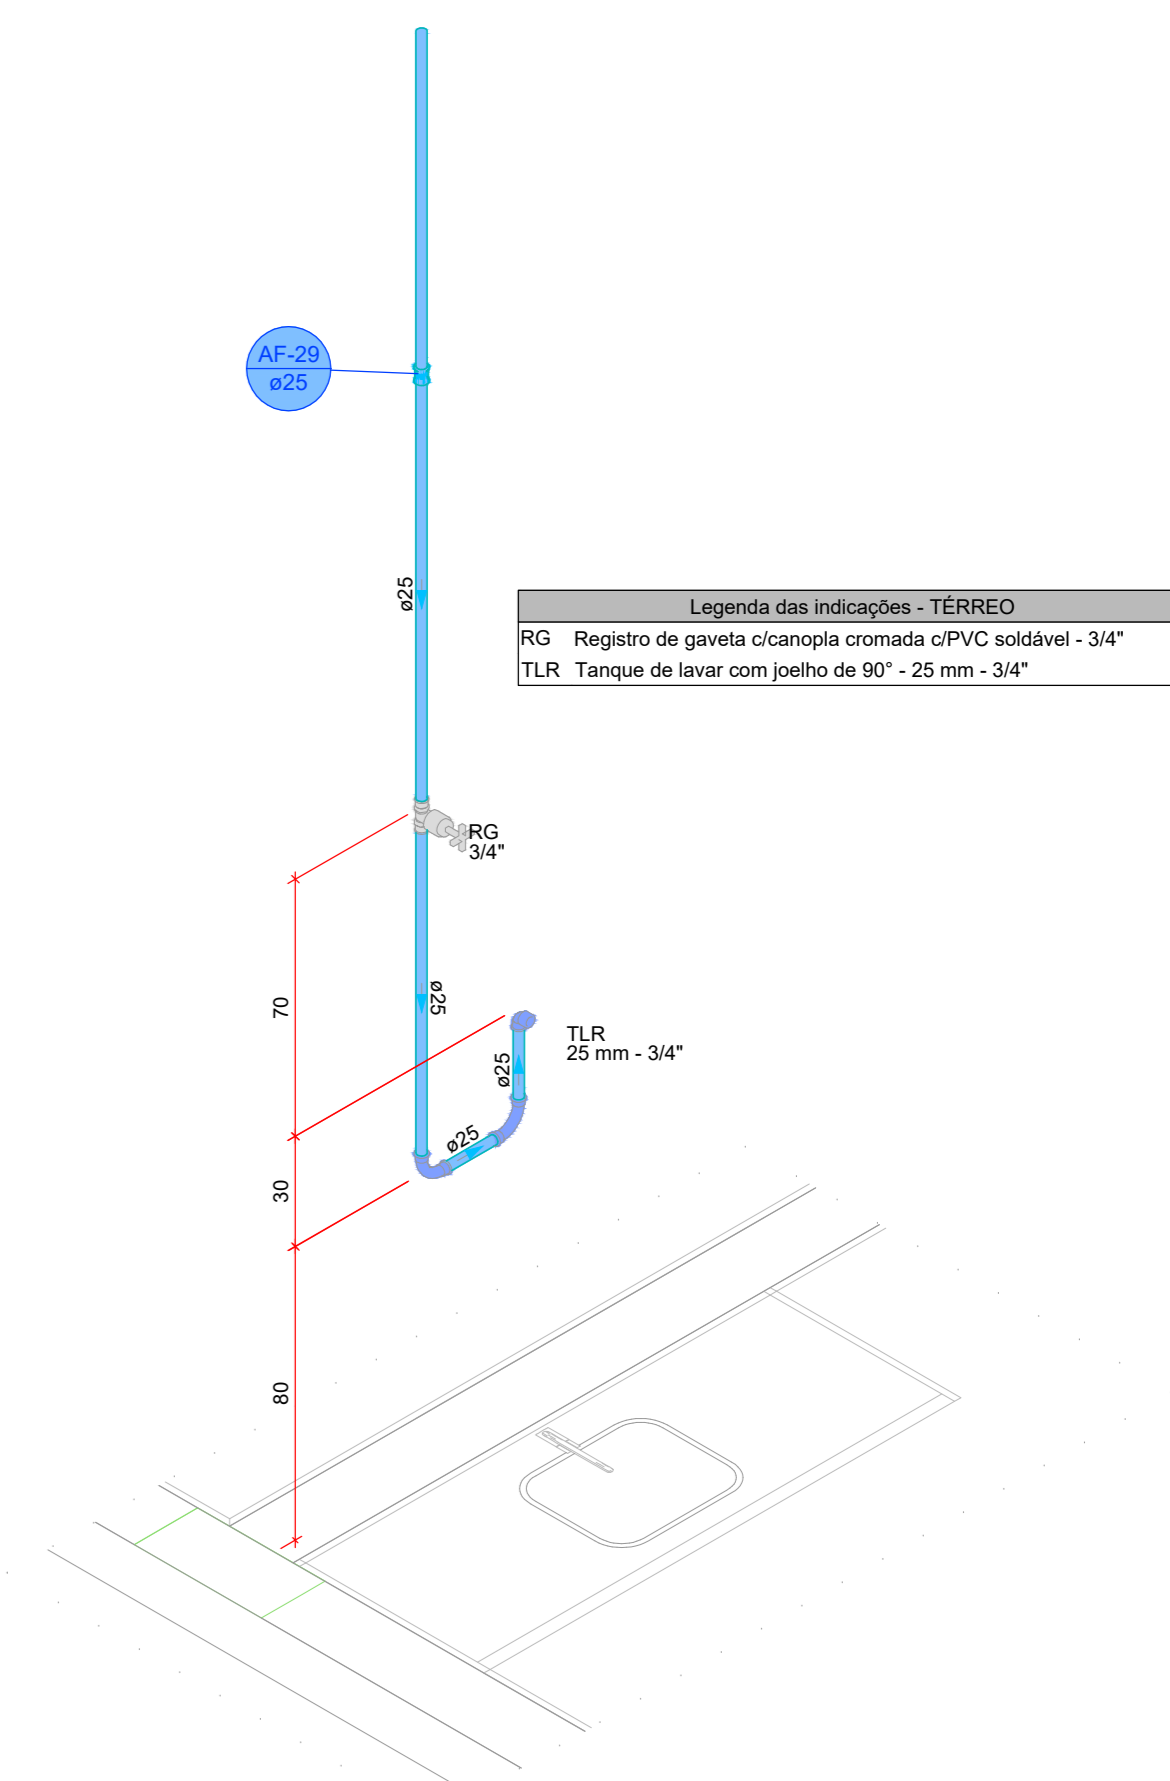 AF-29
ø25
ø25
Legenda das indicações - TÉRREO
RG Registro de gaveta c/canopla cromada c/PVC soldável - 3/4"
TLR Tanque de lavar com joelho de 90° - 25 mm - 3/4"
RG
3/4"
70
ø25
TLR
25 mm - 3/4"
ø25
ø25
30
80